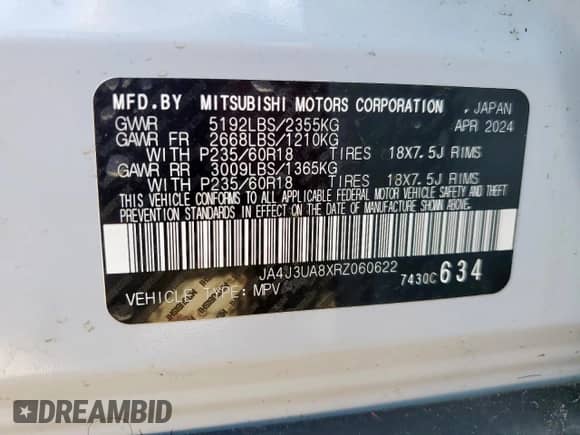 MFD.BY MITSUBISHI MOTORS CORPORATION , JAPAN
GVWR 5192LBS/2355KG APR 2024
GAWR FR 2668LBS/1210KG
WITH P235/60R18 TIRES 18X7.5J RIMS
GAWR RR 3009LBS/1365KG
WITH P235/60R18 TIRES 18X7.5J RIMS
THIS VEHICLE CONFORMS TO ALL APPLICABLE FEDERAL MOTOR VEHICLE SAFETY AND THEFT
PREVENTION STANDARDS IN EFFECT ON THE DATE OF MANUFACTURE SHOWN ABOVE.
JA4J3UA8XRZ060622
7430C634
VEHICLE TYPE:MPV
DREAMBID